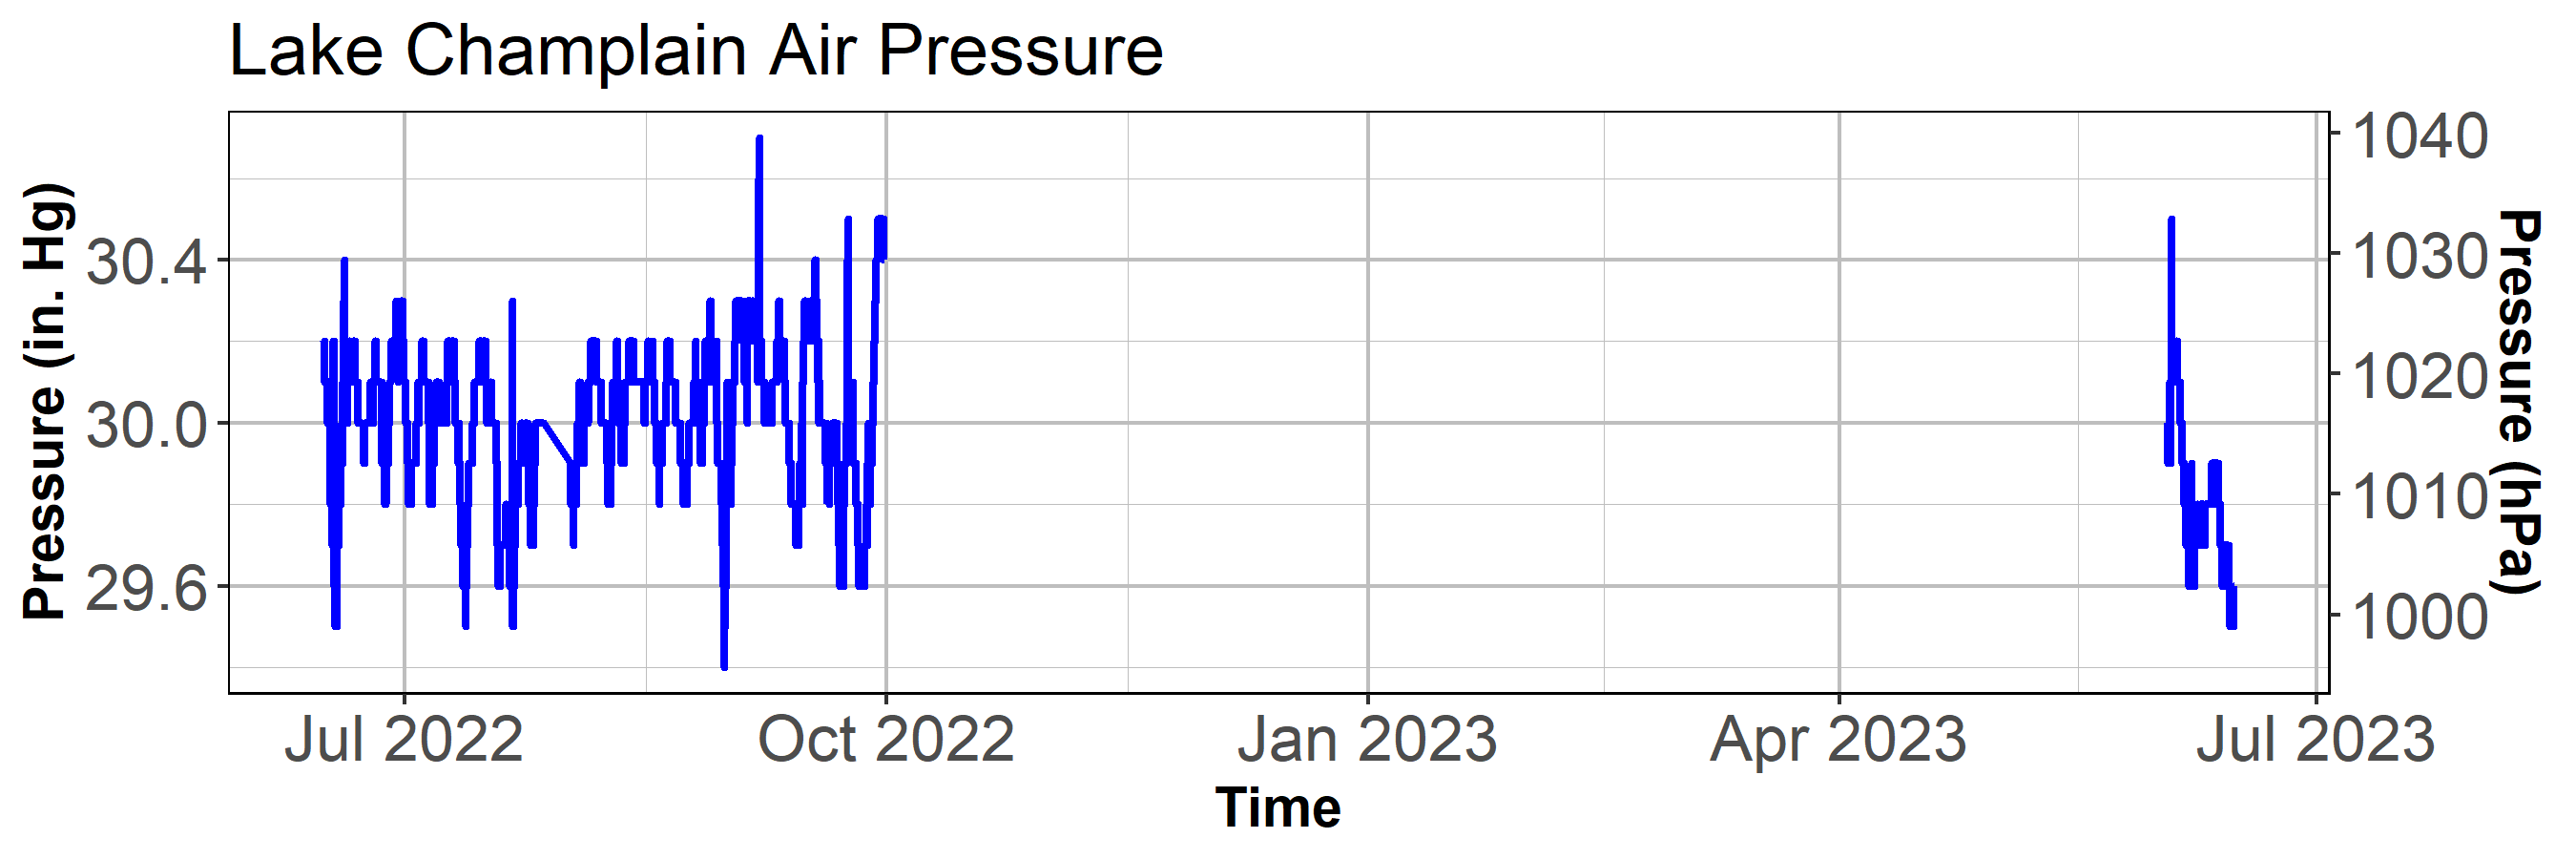 Lake Champlain Air Pressure
Pressure (in. Hg)
30.4
30.0
29.6
1040
1030
1020
1010
1000
Pressure (hPa)
Jul 2022 Oct 2022 Jan 2023 Apr 2023 Jul 2023
Time